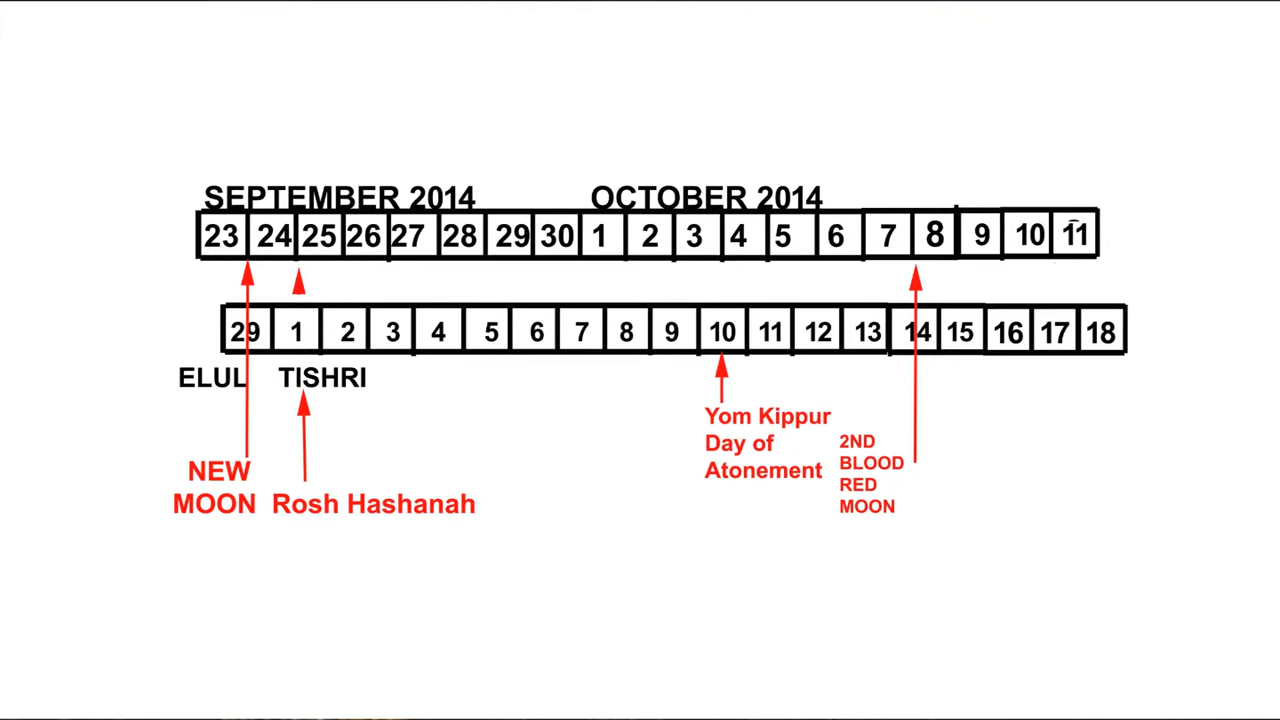 SEPTEMBER 2014 OCTOBER 2014
23 24 25 26 27 28 29 30 1 2 3 4 5 6 7 8 9 10 11
29 1 2 3 4 5 6 7 8 9 10 11 12 13 14 15 16 17 18
ELUL TISHRI
NEW
MOON
Rosh Hashanah
Yom Kippur
Day of
Atonement
2ND
BLOOD
RED
MOON